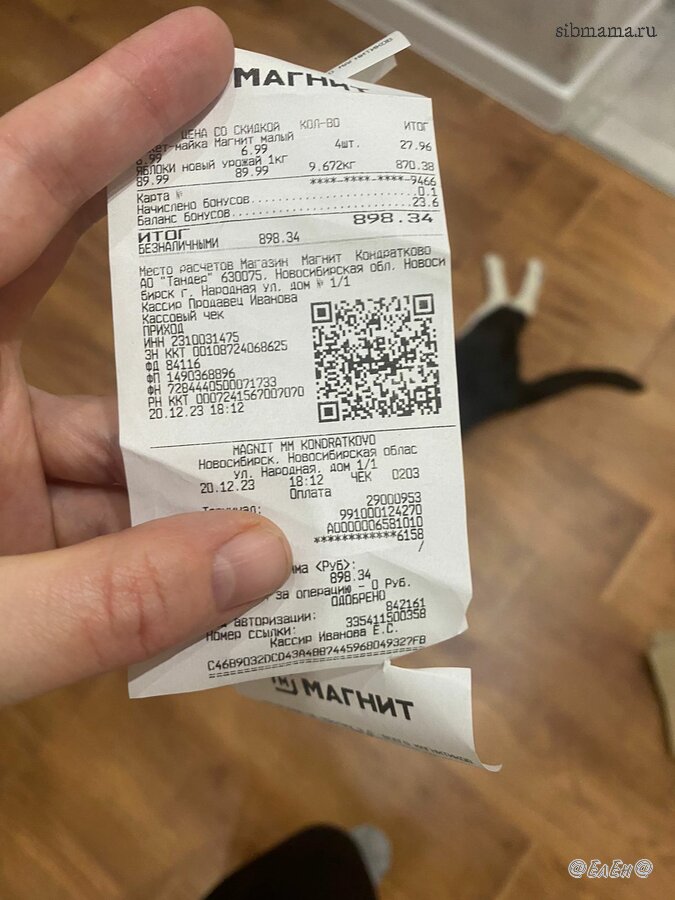 sibmama.ru
МАГНИТ
ЦЕНА СО СКИДКОЙ КОЛ-ВО ИТОГ
-майка Магнит малый
6.99 6.99 4шт. 27.96
ЯБЛОКИ новый урожай 1кг
89.99 89.99 9.672кг 870.38
Карта № ****-****-****-9466
Начислено бонусов 0.1
Баланс бонусов 23.6
ИТОГ 898.34
БЕЗНАЛИЧНЫМИ 898.34
Место расчетов Магазин Магнит Кондратково
АО "Тандер" 630075, Новосибирская обл, Новоси
бирск г, Народная ул, дом № 1/1
Кассир Продавец Иванова
Кассовый чек
ПРИХОД
ИНН 2310031475
ЗН ККТ 00108724068625
ФД 84116
ФП 1490368896
ФН 7284440500071733
РН ККТ 0007241567007070
20.12.23 18:12
MAGNIT MM KONDRATKOVO
Новосибирск, Новосибирская облас
ул. Народная, дом 1/1
20.12.23 18:12 ЧЕК 0203
Оплата
29000953
991000124270
A0000006581010
************6158
/
<Руб>:
898.34
за операцию - 0 Руб.
ОДОБРЕНО
авторизации: 842161
Номер ссылки: 335411500358
Кассир Иванова Е.С.
C46B9032DCD43A4BB7445968D49327FB
МАГНИТ
@ЕлЕн@